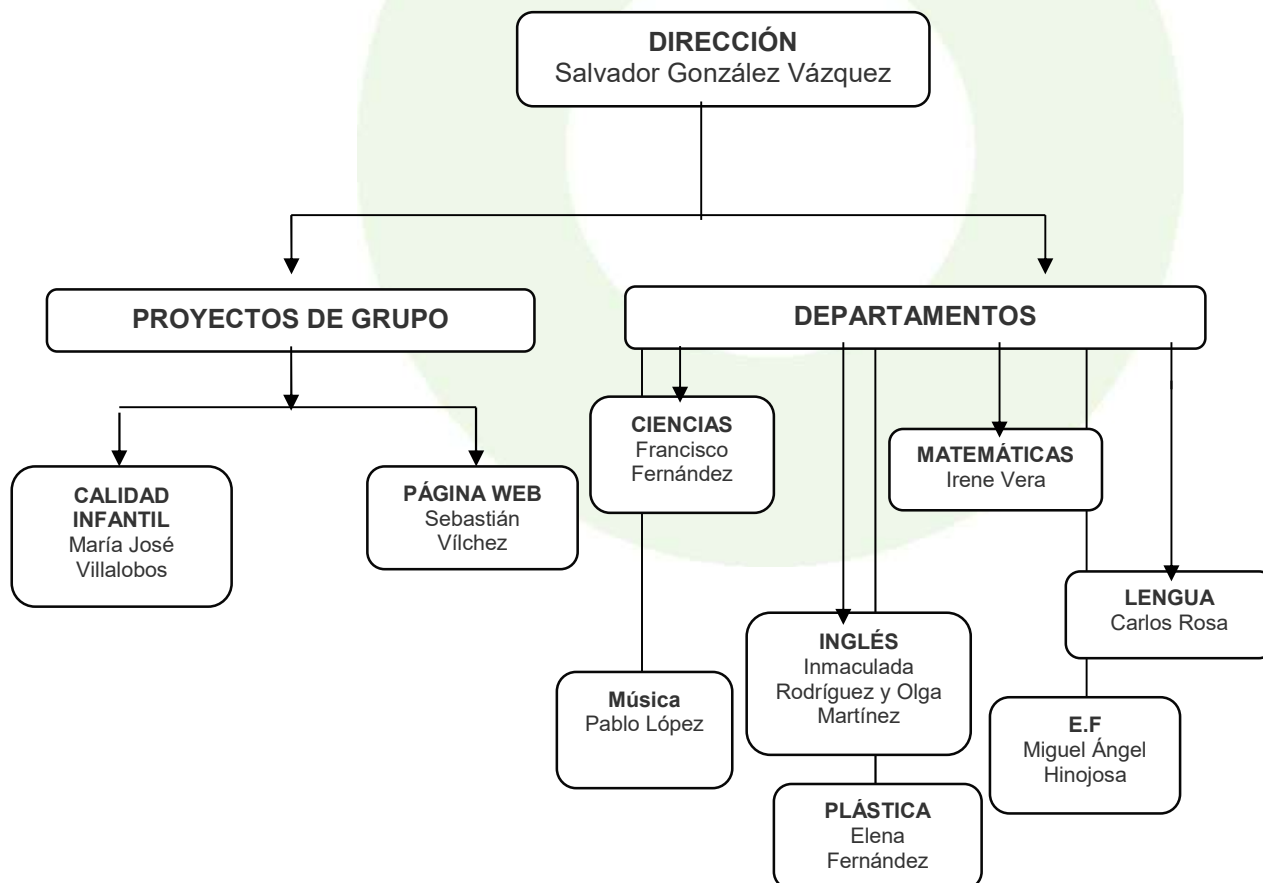 DIRECCIÓN
Salvador González Vázquez
PROYECTOS DE GRUPO
DEPARTAMENTOS
CALIDAD
INFANTIL
María José
Villalobos
PÁGINA WEB
Sebastián
Vílchez
CIENCIAS
Francisco
Fernández
MATEMÁTICAS
Irene Vera
LENGUA
Carlos Rosa
Música
Pablo López
INGLÉS
Inmaculada
Rodríguez y Olga
Martínez
E.F
Miguel Ángel
Hinojosa
PLÁSTICA
Elena
Fernández